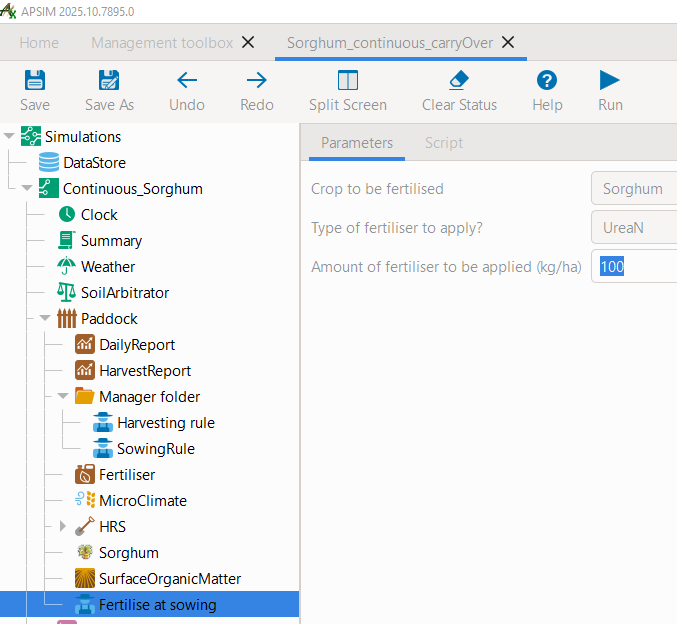 APSIM 2025.10.7895.0
Home Management toolbox Sorghum_continuous_carryOver
Save Save As Undo Redo Split Screen Clear Status Help Run
Simulations
DataStore
Continuous_Sorghum
Clock
Summary
Weather
SoilArbitrator
Paddock
DailyReport
HarvestReport
Manager folder
Harvesting rule
SowingRule
Fertiliser
MicroClimate
HRS
Sorghum
SurfaceOrganicMatter
Fertilise at sowing
Parameters Script
Crop to be fertilised Sorghum
Type of fertiliser to apply? UreaN
Amount of fertiliser to be applied (kg/ha) 100